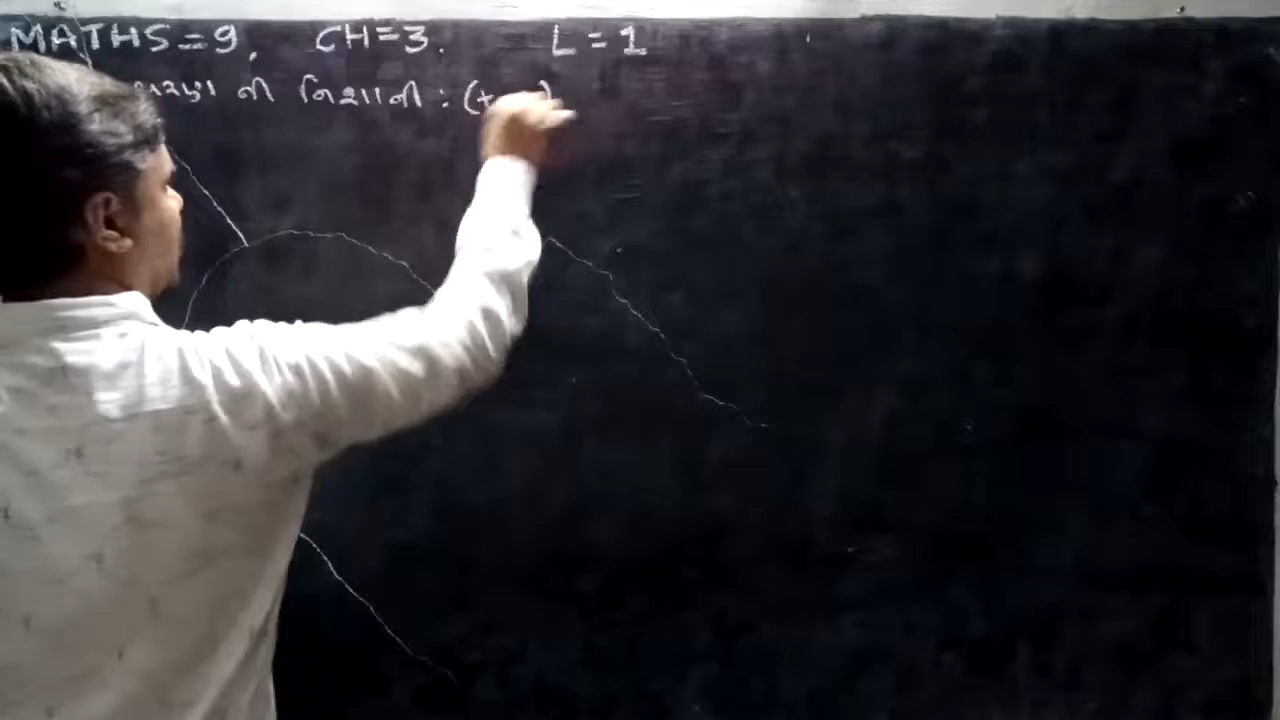 MATHS=9, CH=3. L=1
ની નિશાની : (+